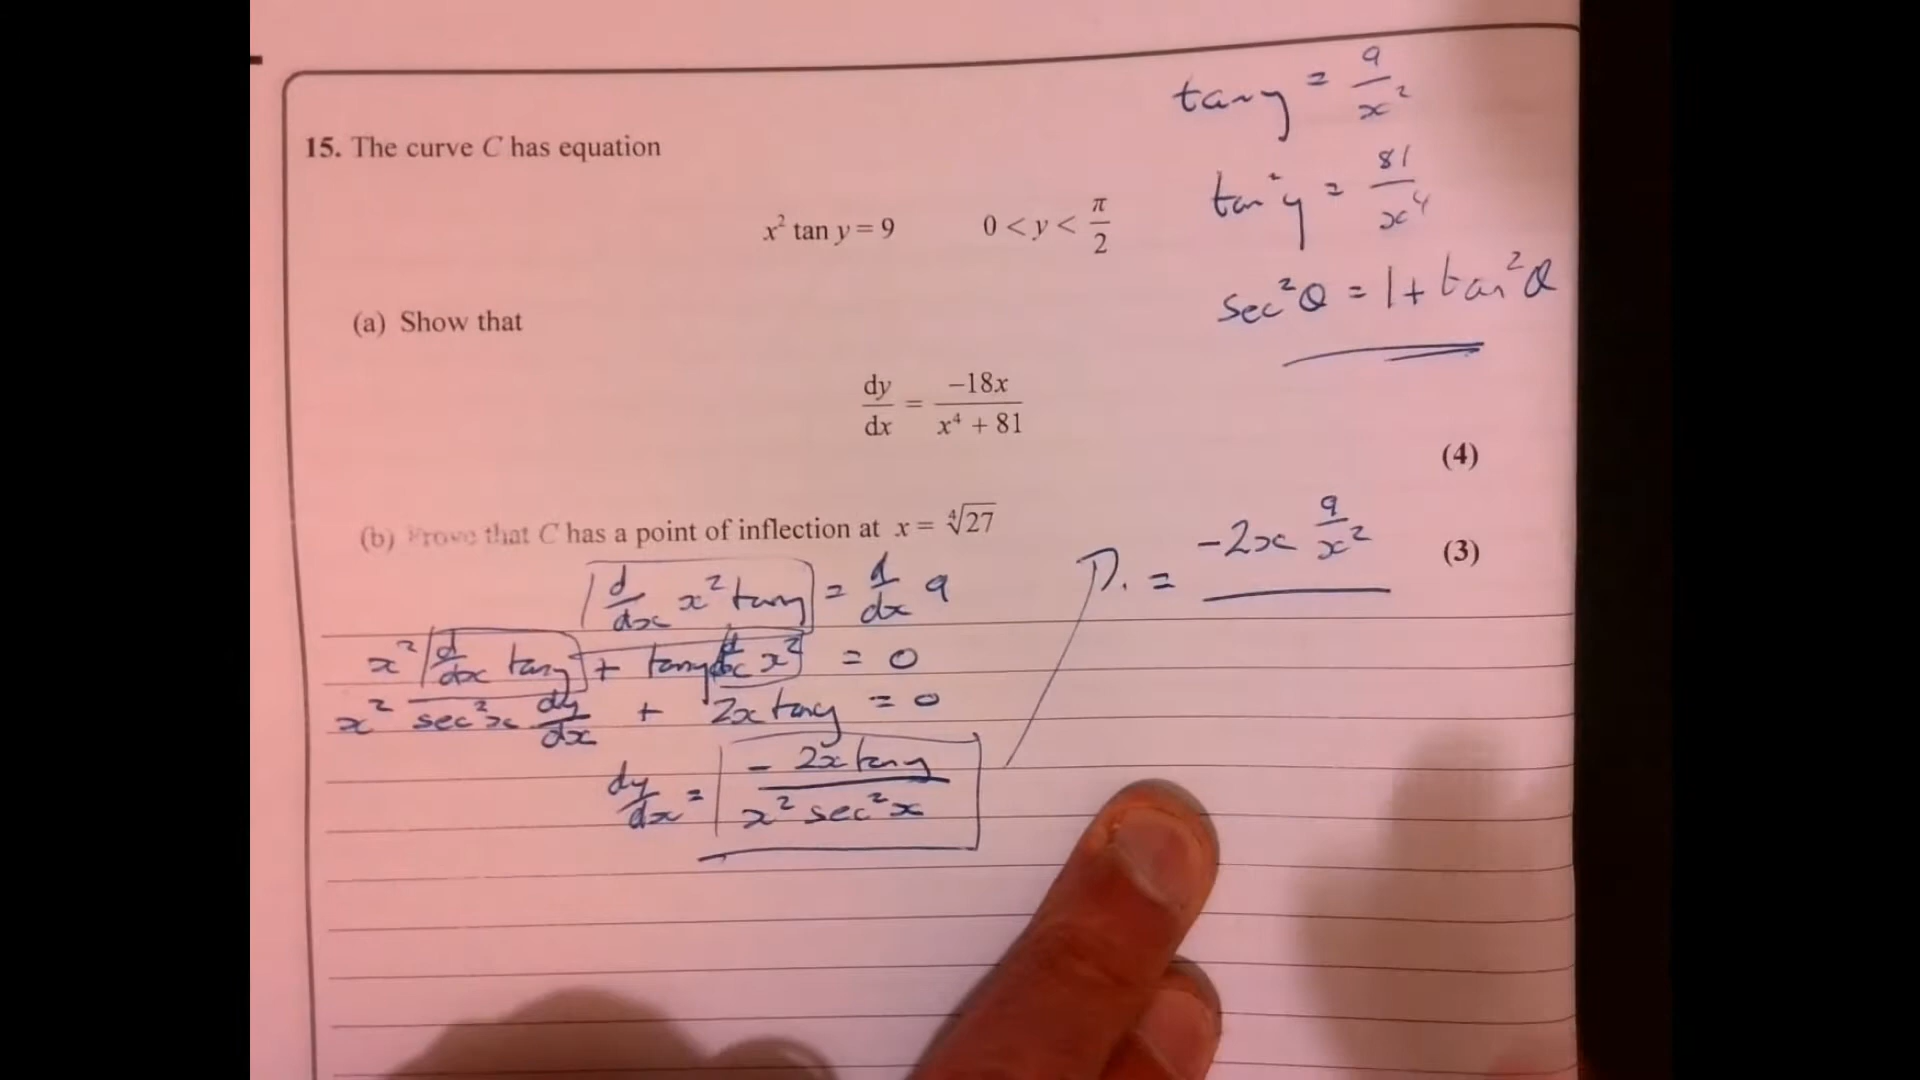 15. The curve C has equation
x² tan y = 9    0 < y < π/2
(a) Show that
dy/dx = -18x/(x⁴ + 81)
(4)
(b) Prove that C has a point of inflection at x = ∜27
(3)
tan y = 9/x²
tan²y = 81/x⁴
sec²θ = 1 + tan²θ
d/dx x² tan y = d/dx 9
x² d/dx tan y + tan y d/dx x² = 0
x² sec²x dy/dx + 2x tan y = 0
dy/dx = - 2x tan y / x² sec²x
D. = -2x 9/x²